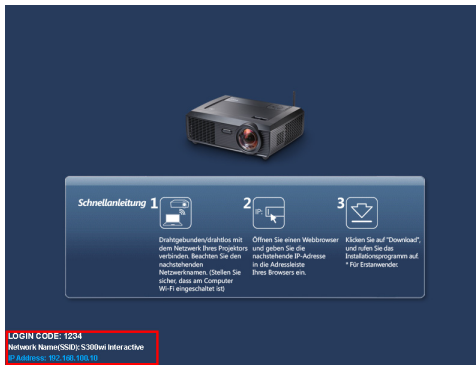 Schnellanleitung 1
2
IP:
3
Drahtgebunden/drahtlos mit
dem Netzwerk Ihres Projektors
verbinden. Beachten Sie den
nachstehenden
Netzwerknamen. (Stellen Sie
sicher, dass am Computer
Wi-Fi eingeschaltet ist)
Öffnen Sie einen Webbrowser
und geben Sie die
nachstehende IP-Adresse
in die Adressleiste
Ihres Browsers ein.
Klicken Sie auf "Download",
und rufen Sie das
Installationsprogramm auf.
* Für Erstanwender.
LOGIN CODE: 1234
Network Name(SSID): S300wi Interactive
IP Address: 192.168.100.10